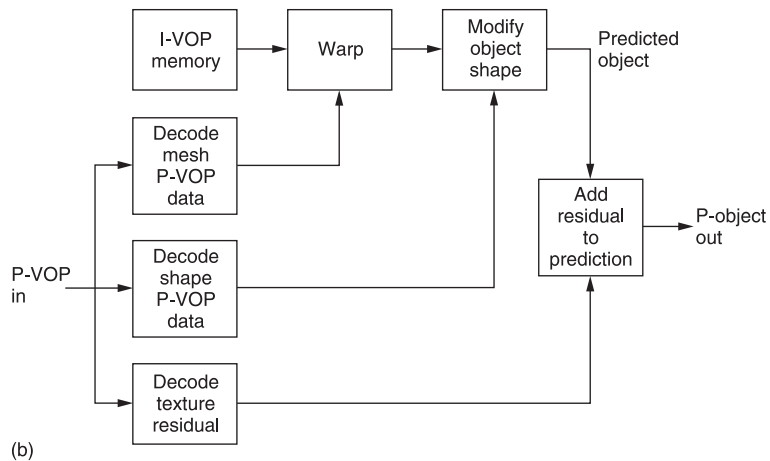 I-VOP
memory
Warp
Modify
object
shape
Predicted
object
Decode
mesh
P-VOP
data
Add
residual
to
prediction
P-object
out
P-VOP
in
Decode
shape
P-VOP
data
Decode
texture
residual
(b)